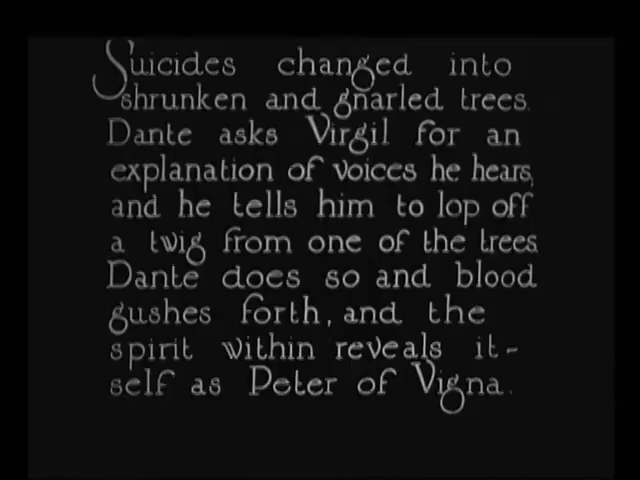 Suicides changed into
shrunken and gnarled trees.
Dante asks Virgil for an
explanation of voices he hears,
and he tells him to lop off
a twig from one of the trees
Dante does so and blood
gushes forth, and the
spirit within reveals it-
self as Peter of Vigna.